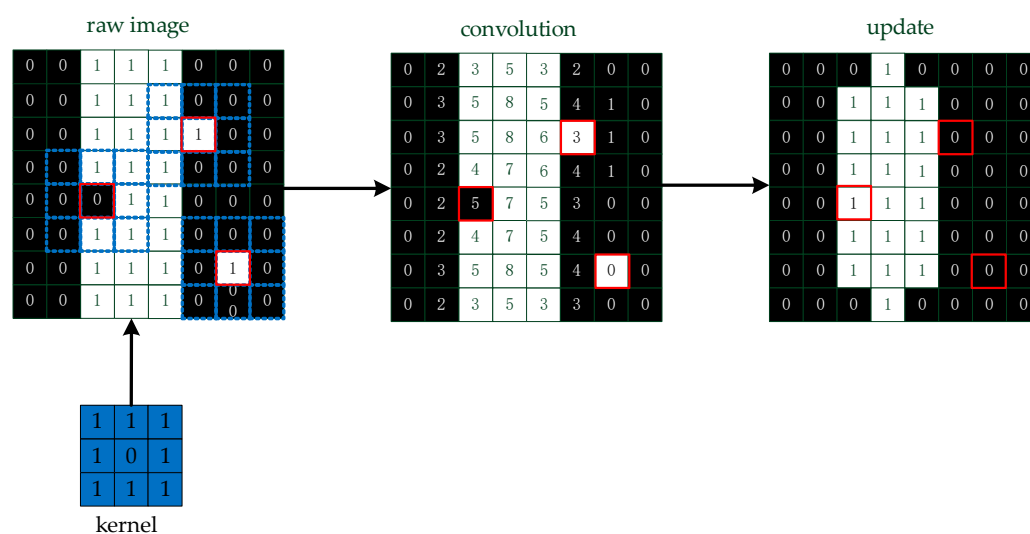 raw image
0 0 1 1 1 0 0 0
0 0 1 1 1 0 0 0
0 0 1 1 1 1 0 0
0 0 1 1 1 0 0 0
0 0 0 1 1 0 0 0
0 0 1 1 1 0 0 0
0 0 1 1 1 0 1 0
0 0 1 1 1 0 0 0
0
convolution
0 2 3 5 3 2 0 0
0 3 5 8 5 4 1 0
0 3 5 8 6 3 1 0
0 2 4 7 6 4 1 0
0 2 5 7 5 3 0 0
0 2 4 7 5 4 0 0
0 3 5 8 5 4 0 0
0 2 3 5 3 3 0 0
update
0 0 0 1 0 0 0 0
0 0 1 1 1 0 0 0
0 0 1 1 1 0 0 0
0 0 1 1 1 0 0 0
0 0 1 1 1 0 0 0
0 0 1 1 1 0 0 0
0 0 1 1 1 0 0 0
0 0 0 1 0 0 0 0
1 1 1
1 0 1
1 1 1
kernel